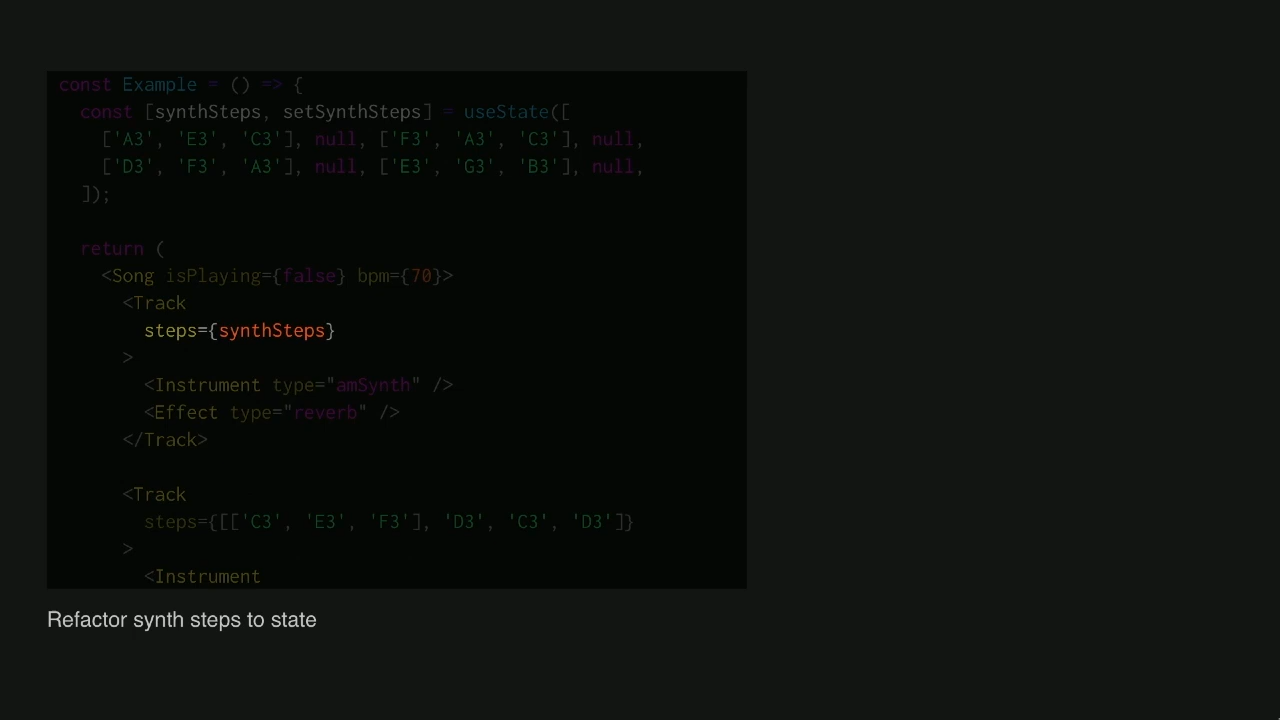 const Example = () => {
const [synthSteps, setSynthSteps] = useState([
['A3', 'E3', 'C3'], null, ['F3', 'A3', 'C3'], null,
['D3', 'F3', 'A3'], null, ['E3', 'G3', 'B3'], null,
]);
return (
<Song isPlaying={false} bpm={70}>
<Track
steps={synthSteps}
>
<Instrument type="amSynth" />
<Effect type="reverb" />
</Track>
<Track
steps={[['C3', 'E3', 'F3'], 'D3', 'C3', 'D3']}
>
<Instrument
Refactor synth steps to state